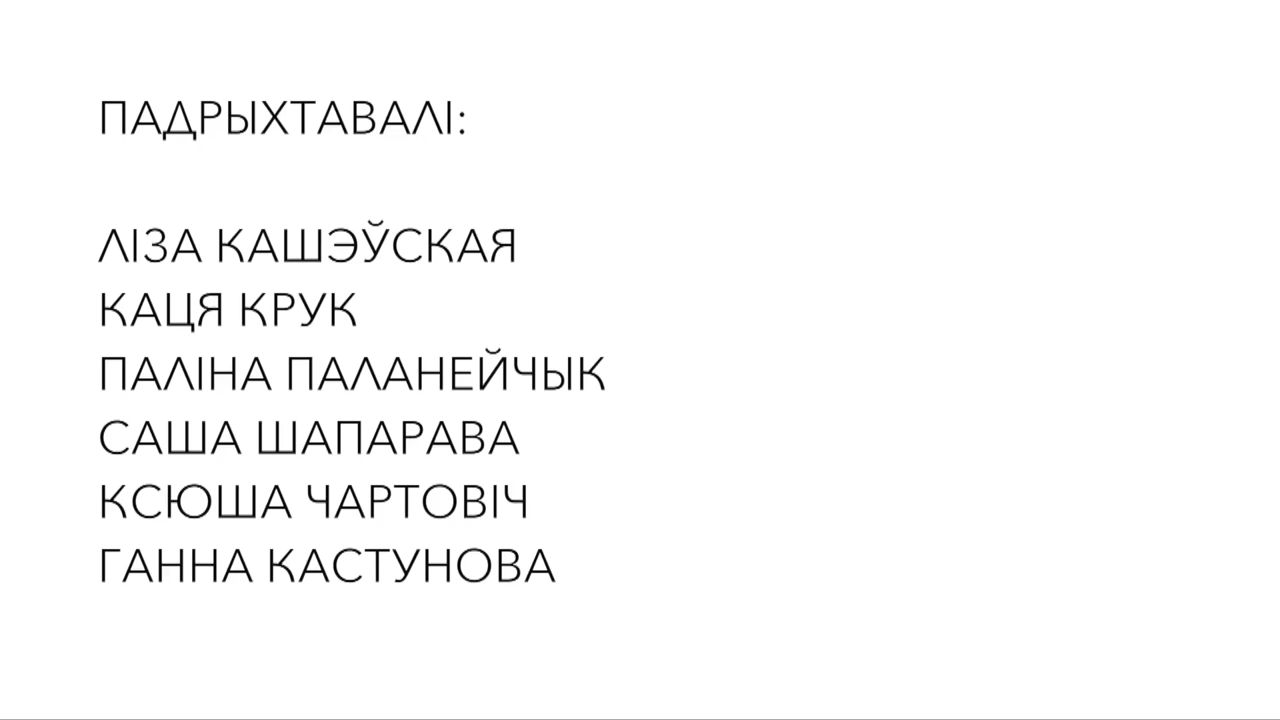 ПАДРЫХТАВАЛІ:
ЛІЗА КАШЭЎСКАЯ
КАЦЯ КРУК
ПАЛІНА ПАЛАНЕЙЧЫК
САША ШАПАРАВА
КСЮША ЧАРТОВІЧ
ГАННА КАСТУНОВА